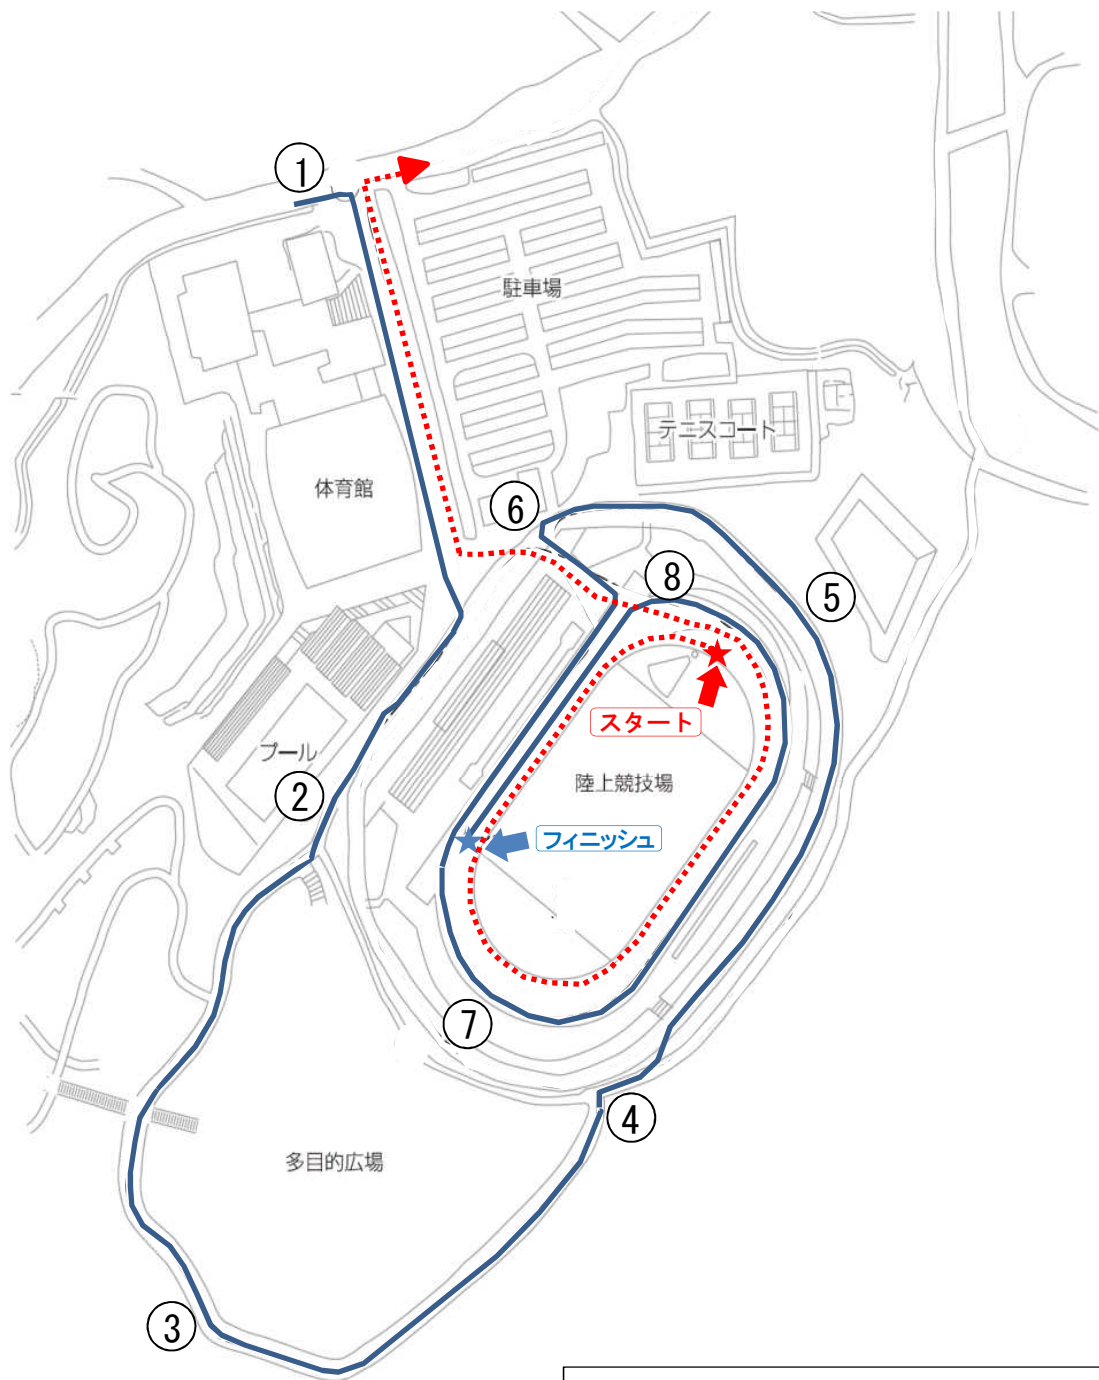 ①
駐車場
テニスコート
体育館
⑥
⑧
⑤
スタート
プール
陸上競技場
②
フィニッシュ
⑦
④
多目的広場
③